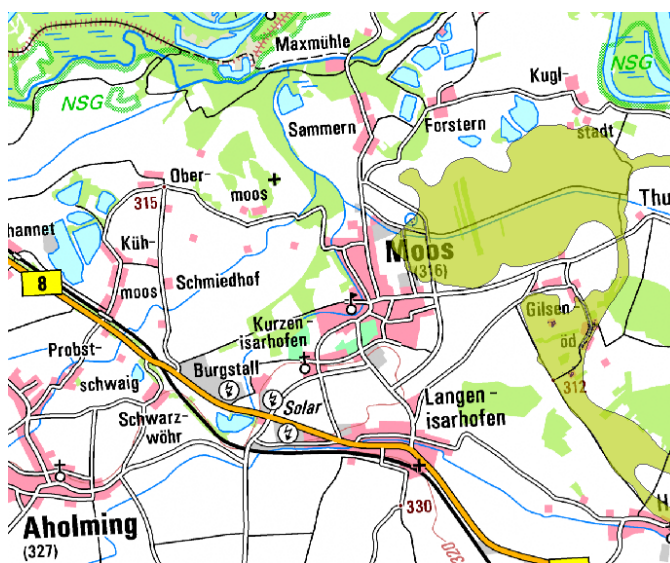 Maxmühle
NSG
Kugl-
NSG
Sammern
Forstern
stadt
Ober-
moos
315
Thu
hannet
Moos
(316)
Küh-
moos
Schmiedhof
8
Gilsen-
öd
312
Kurzen-
isarhofen
Probst-
schwaig
Burgstall
Solar
Langen-
isarhofen
Schwarz-
wöhr
H
330
320
Aholming
(327)